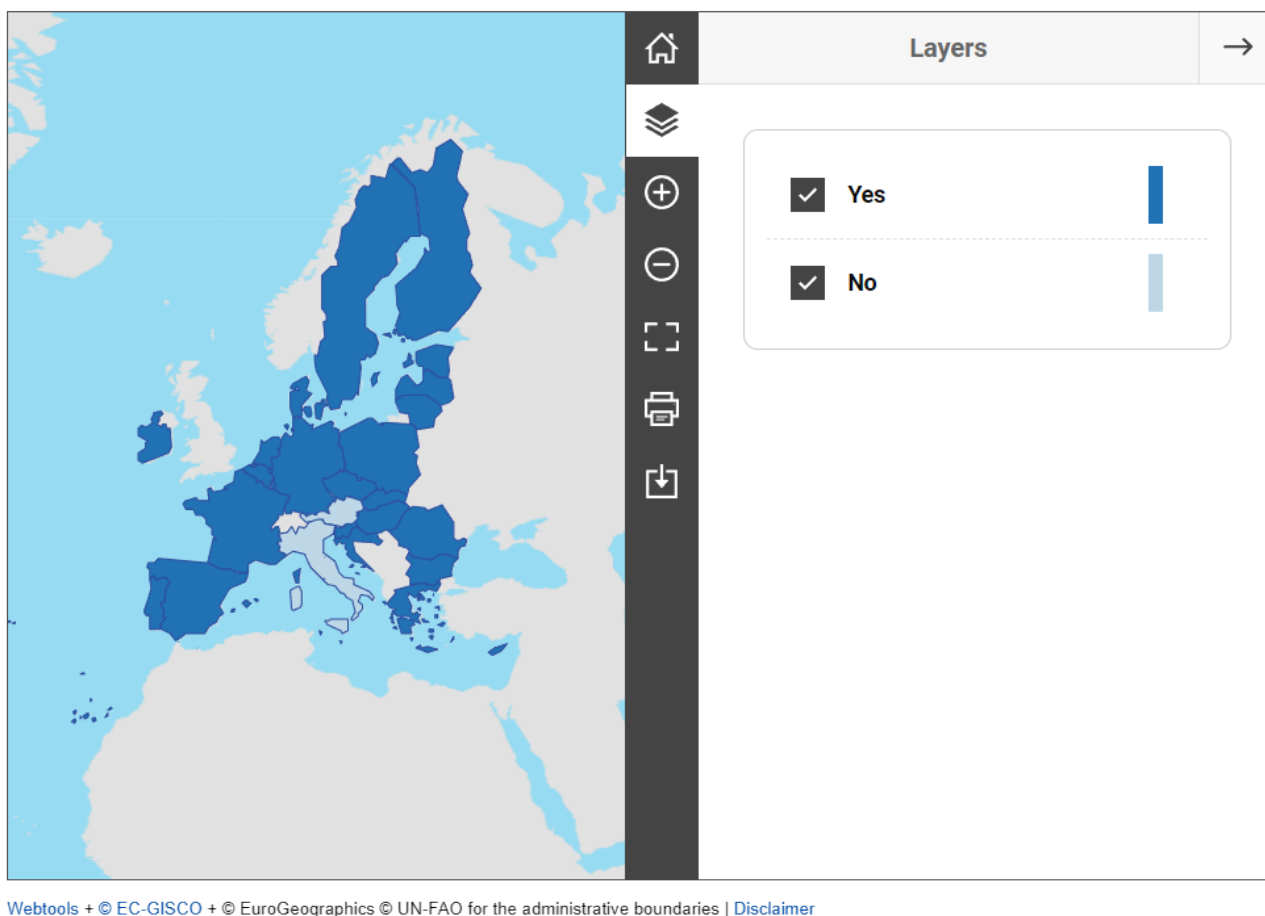 Layers
Yes
No
Webtools + © EC-GISCO + © EuroGeographics © UN-FAO for the administrative boundaries | Disclaimer